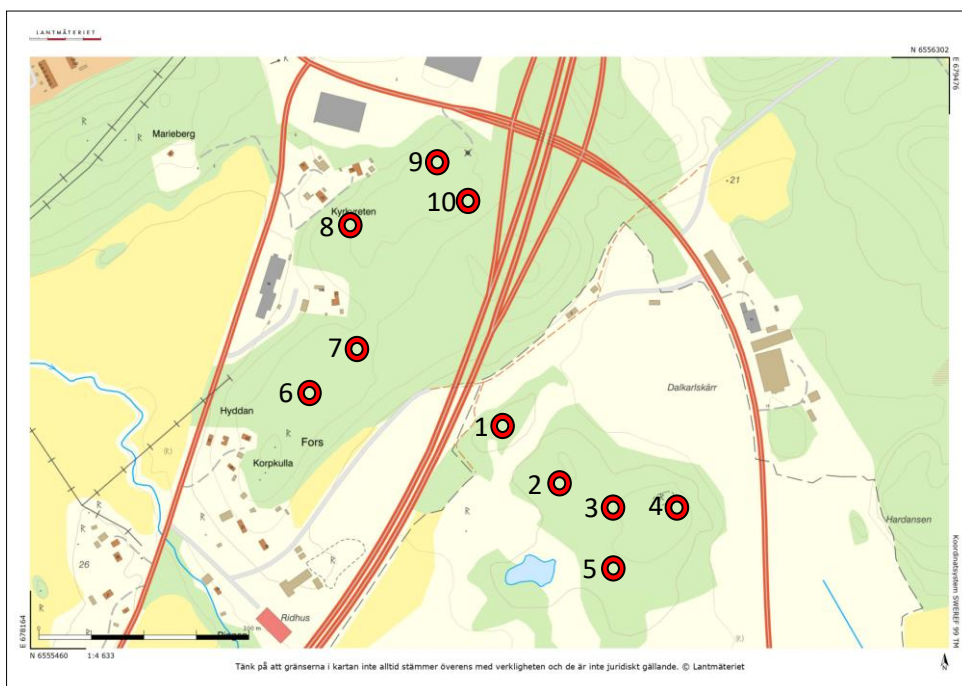 LANTMÄTERIET
N 6556302
E 679476
Marieberg
R
R
21
9
10
Kyrkvreten
8
7
Dalkarlskärr
6
Hyddan
(K)
R
Fors
Korpkulla
1
2
3
4
R
R
R
Hardansen
5
26
R
R
Ridhus
R
R
(K)
E 678164
300 m
N 6555460
1:4 633
Koordinatsystem SWEREF 99 TM
N
Tänk på att gränserna i kartan inte alltid stämmer överens med verkligheten och de är inte juridiskt gällande. © Lantmäteriet